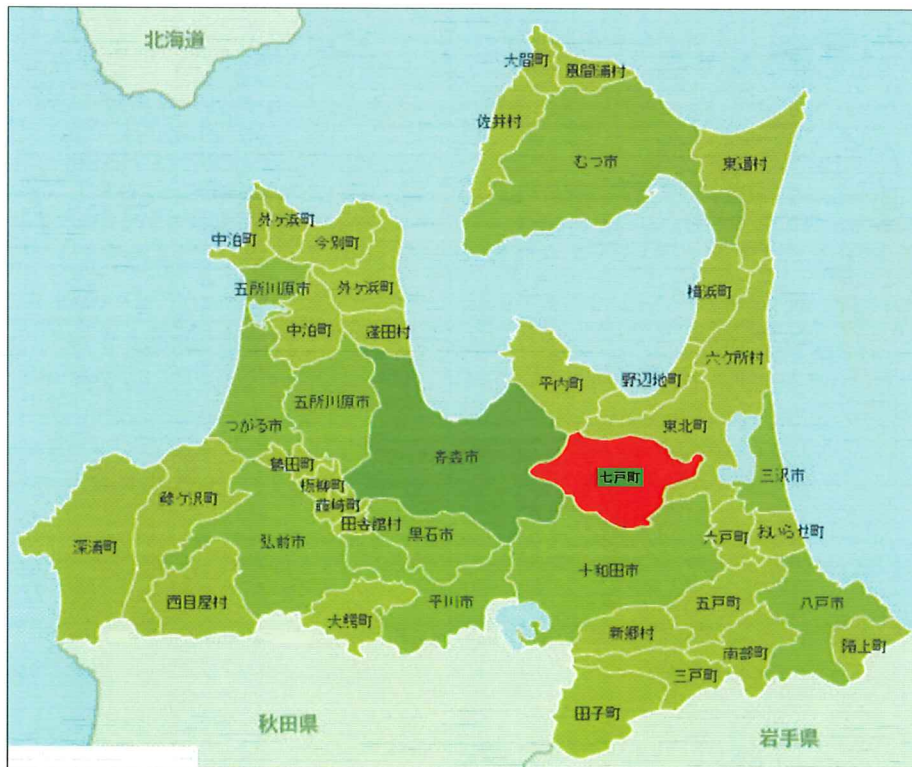 北海道
大間町
風間浦村
佐井村
むつ市
東通村
外ヶ浜町
中泊町
今別町
五所川原市
外ヶ浜町
横浜町
中泊町
蓬田村
六ケ所村
平内町
野辺地町
五所川原市
つがる市
東北町
青森市
鶴田町
七戸町
三沢市
板柳町
鰺ヶ沢町
藤崎町
田舎館村
黒石市
六戸町
おいらせ町
深浦町
弘前市
十和田市
西目屋村
平川市
五戸町
八戸市
大鰐町
新郷村
南部町
階上町
三戸町
田子町
秋田県
岩手県